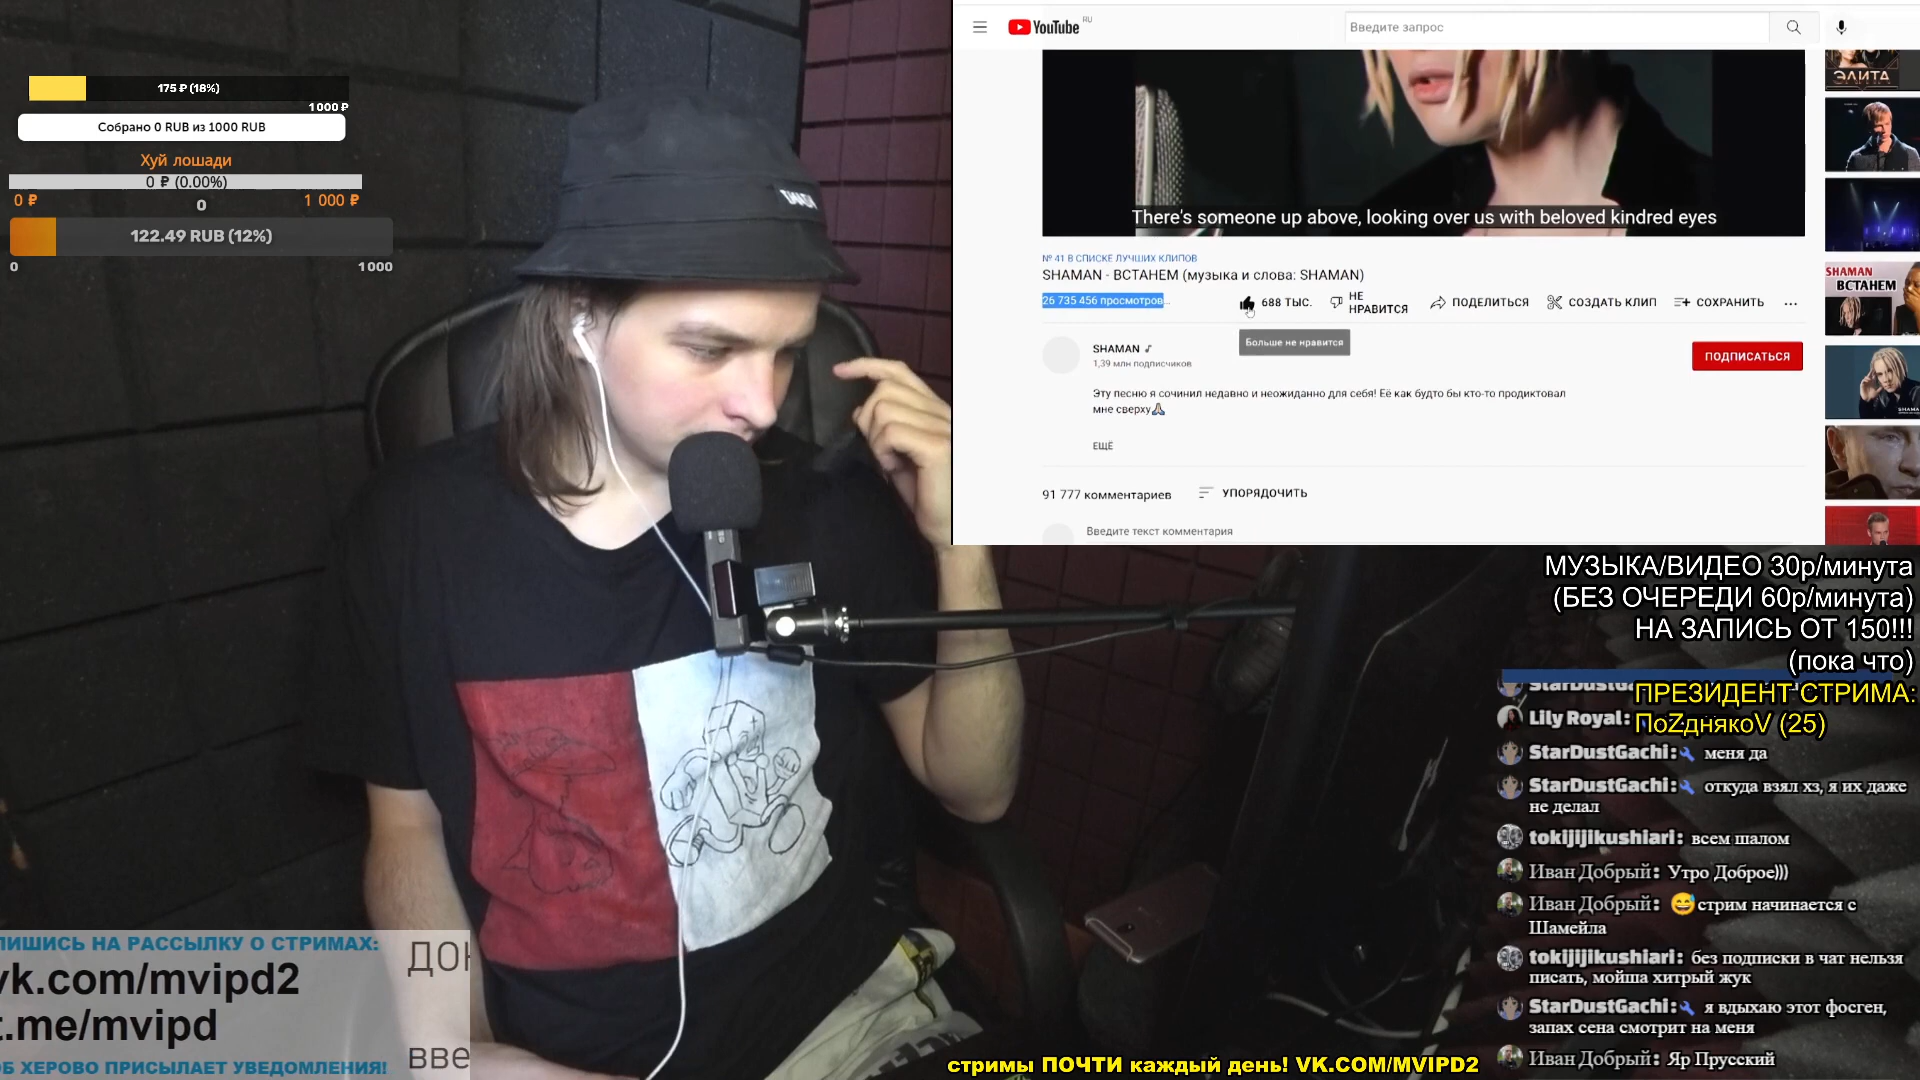 175 ₽ (18%)
1 000 ₽
Собрано 0 RUB из 1000 RUB
Хуй лошади
0 ₽ (0.00%)
0 ₽
0
1 000 ₽
122.49 RUB (12%)
0
1000
YouTube RU
Введите запрос
There's someone up above, looking over us with beloved kindred eyes
№ 41 В СПИСКЕ ЛУЧШИХ КЛИПОВ
SHAMAN - ВСТАНЕМ (музыка и слова: SHAMAN)
26 735 456 просмотров
688 ТЫС.
НЕ
НРАВИТСЯ
ПОДЕЛИТЬСЯ
СОЗДАТЬ КЛИП
СОХРАНИТЬ
...
Больше не нравится
SHAMAN
1,39 млн подписчиков
ПОДПИСАТЬСЯ
Эту песню я сочинил недавно и неожиданно для себя! Её как будто бы кто-то продиктовал
мне сверху🙏
ЕЩЁ
91 777 комментариев
УПОРЯДОЧИТЬ
Введите текст комментария
ЭЛИТА
SHAMAN
ВСТАНЕМ
МУЗЫКА/ВИДЕО 30р/минута
(БЕЗ ОЧЕРЕДИ 60р/минута)
НА ЗАПИСЬ ОТ 150!!!
(пока что)
ПРЕЗИДЕНТ СТРИМА:
ПоZдняkоV (25)
Lily Royal:
StarDustGachi: меня да
StarDustGachi: откуда взял хз, я их даже
не делал
tokijijikushiari: всем шалом
Иван Добрый: Утро Доброе)))
Иван Добрый: 😅стрим начинается с
Шамейла
tokijijikushiari: без подписки в чат нельзя
писать, мойша хитрый жук
StarDustGachi: я вдыхаю этот фосген,
запах сена смотрит на меня
Иван Добрый: Яр Прусский
ПИШИСЬ НА РАССЫЛКУ О СТРИМАХ:
vk.com/mvipd2
t.me/mvipd
ОБ ХЕРОВО ПРИСЫЛАЕТ УВЕДОМЛЕНИЯ!
ДОН
вве
стримы ПОЧТИ каждый день! VK.COM/MVIPD2